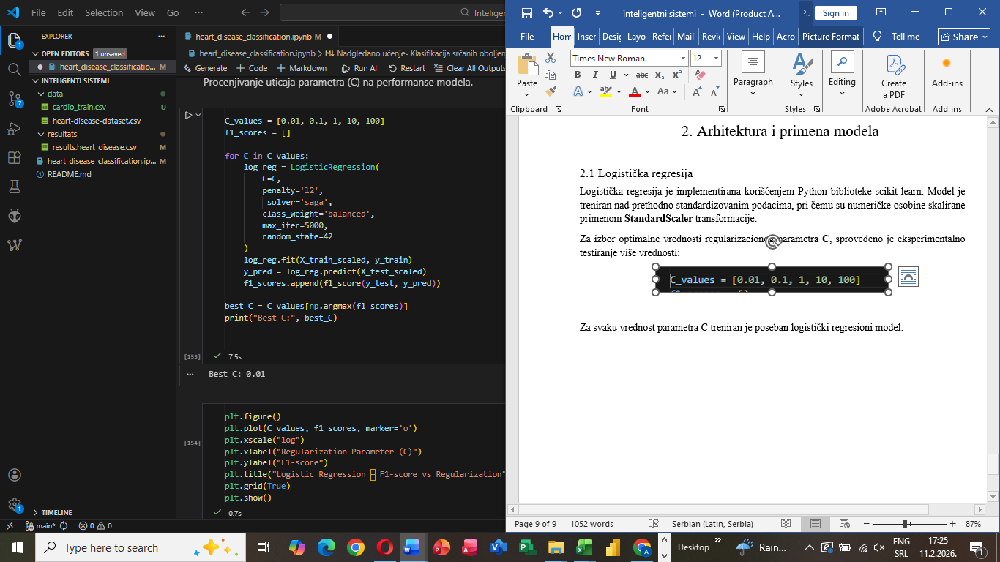 File Edit Selection View Go ··· Inteligen
EXPLORER ···
OPEN EDITORS 1 unsaved
heart_disease_classificatio... M
INTELIGENTI SISTEMI
data
cardio_train.csv U
heart-disease-dataset.csv
resultats
results.heart_disease.csv M
heart_disease_classification.ip... M
README.md
TIMELINE
1
7
1
heart_disease_classification.ipynb M
heart_disease_classification.ipynb > Nadgledano učenje- Klasifikacija srčanih oboljen
Generate + Code + Markdown Run All Restart Clear All Outputs
Procenjivanje uticaja parametra (C) na performanse modela.
C_values = [0.01, 0.1, 1, 10, 100]
f1_scores = []
for C in C_values:
log_reg = LogisticRegression(
C=C,
penalty='l2',
solver='saga',
class_weight='balanced',
max_iter=5000,
random_state=42
)
log_reg.fit(X_train_scaled, y_train)
y_pred = log_reg.predict(X_test_scaled)
f1_scores.append(f1_score(y_test, y_pred))
best_C = C_values[np.argmax(f1_scores)]
print("Best C:", best_C)
[153] 7.5s
··· Best C: 0.01
plt.figure()
plt.plot(C_values, f1_scores, marker='o')
[154]
plt.xscale("log")
plt.xlabel("Regularization Parameter (C)")
plt.ylabel("F1-score")
plt.title("Logistic Regression – F1-score vs Regularization"
plt.grid(True)
plt.show()
0.7s
main* 0 0
inteligentni sistemi - Word (Product A... Sign in
File Hom Inser Desig Layo Refer Maili Revie View Help Acro Picture Format Tell me Share
Paste
Clipboard
Times New Roman 12
B I U abc x₂ x²
A ab A Aa A A
Font
Paragraph
Styles
Styles
Editing
Create a PDF
Adobe Acrobat
Add-ins
Add-ins
2. Arhitektura i primena modela
2.1 Logistička regresija
Logistička regresija je implementirana korišćenjem Python biblioteke scikit-learn. Model je
treniran nad prethodno standardizovanim podacima, pri čemu su numeričke osobine skalirane
primenom StandardScaler transformacije.
Za izbor optimalne vrednosti regularizacionog parametra C, sprovedeno je eksperimentalno
testiranje više vrednosti:
C_values = [0.01, 0.1, 1, 10, 100]
Za svaku vrednost parametra C treniran je poseban logistički regresioni model:
Page 9 of 9 1052 words Serbian (Latin, Serbia) 87%
Type here to search
Desktop » Rain... ENG SRL 17:25 11.2.2026. 1